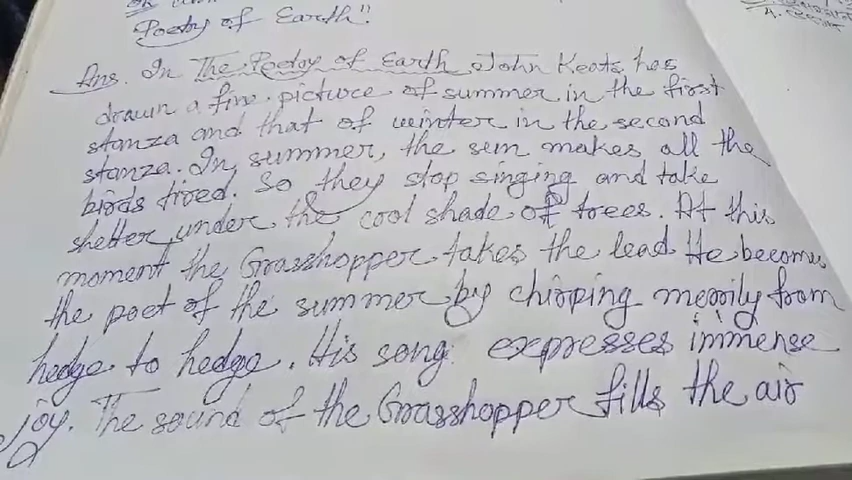 Poetry of Earth".
Ans. In The Poetry of Earth John Keats has
drawn a fine picture of summer in the first
stanza and that of winter in the second
stanza. In summer, the sun makes all the
birds tired. So they stop singing and take
shelter under the cool shade of trees. At this
moment the Grasshopper takes the lead He becomes
the poet of the summer by chirping merrily from
hedge to hedge. His song expresses immense
joy. The sound of the Grasshopper fills the air